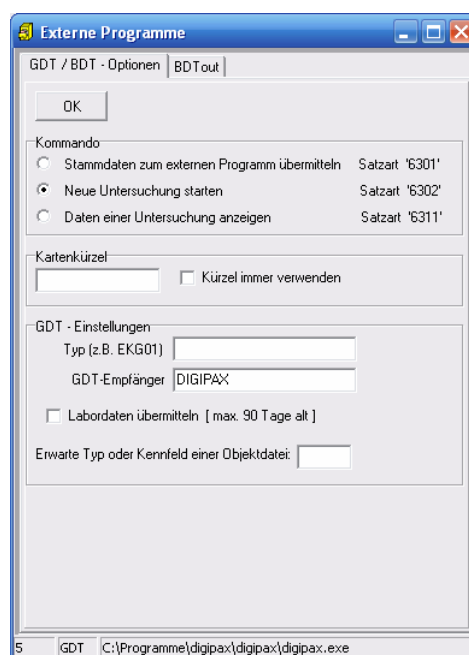 Externe Programme
GDT / BDT - Optionen BDTout
OK
Kommando
Stammdaten zum externen Programm übermitteln Satzart '6301'
Neue Untersuchung starten Satzart '6302'
Daten einer Untersuchung anzeigen Satzart '6311'
Kartenkürzel
Kürzel immer verwenden
GDT - Einstellungen
Typ (z.B. EKG01)
GDT-Empfänger DIGIPAX
Labordaten übermitteln [ max. 90 Tage alt ]
Erwarte Typ oder Kennfeld einer Objektdatei:
5 GDT C:\Programme\digipax\digipax\digipax.exe